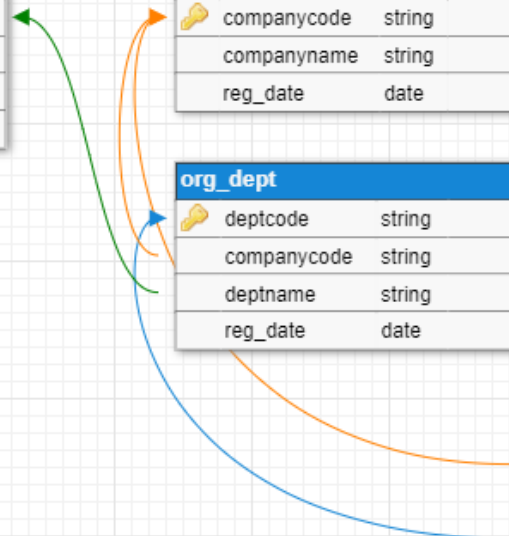 companycode string
companyname string
reg_date date
org_dept
deptcode string
companycode string
deptname string
reg_date date